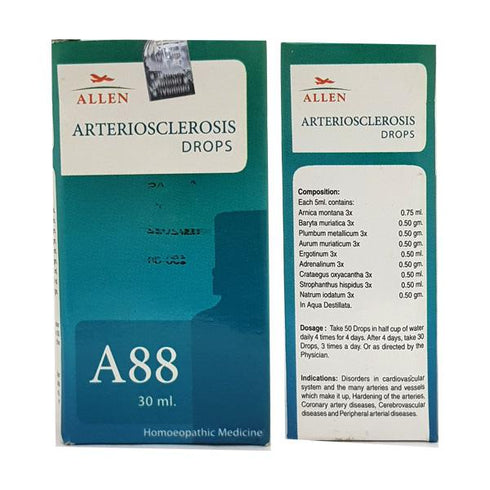 ALLEN
ARTERIOSCLEROSIS
DROPS
A88
30 ml.
Homoeopathic Medicine
ALLEN
ARTERIOSCLEROSIS
DROPS
Composition:
Each 5ml. contains:
Arnica montana 3x 0.75 ml.
Baryta muriatica 3x 0.50 gm.
Plumbum metallicum 3x 0.50 gm.
Aurum muriaticum 3x 0.50 gm.
Ergotinum 3x 0.50 ml.
Adrenalinum 3x 0.50 gm.
Crataegus oxyacantha 3x 0.50 ml.
Strophanthus hispidus 3x 0.50 ml.
Natrum iodatum 3x 0.50 gm.
In Aqua Destillata.
Dosage : Take 50 Drops in half cup of water
daily 4 times for 4 days. After 4 days, take 30
Drops, 3 times a day. Or as directed by the
Physician.
Indications: Disorders in cardiovascular
system and the many arteries and vessels
which make it up, Hardening of the arteries,
Coronary artery diseases, Cerebrovascular
diseases and Peripheral arterial diseases.